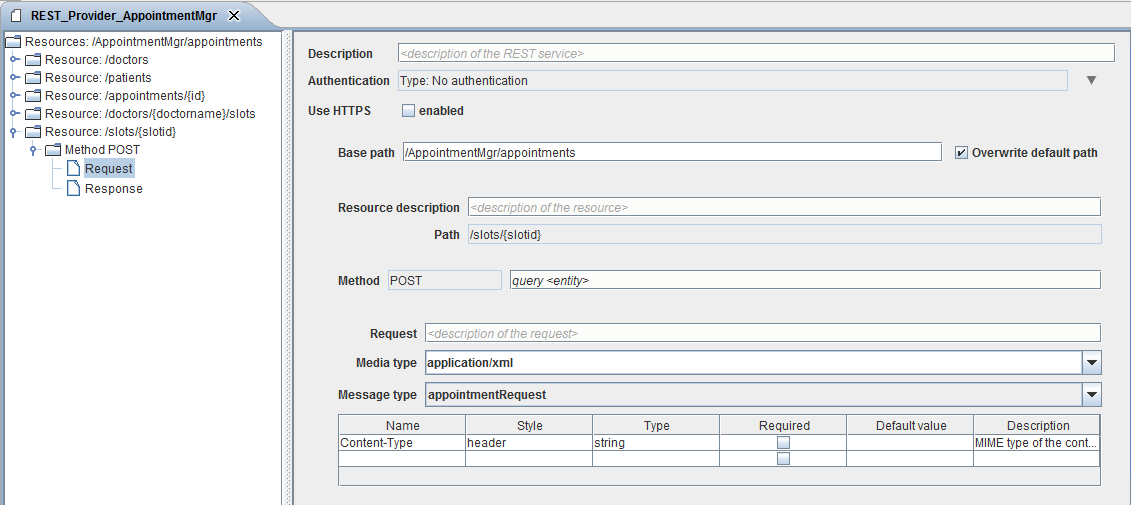 REST_Provider_AppointmentMgr
Resources: /AppointmentMgr/appointments
Resource: /doctors
Resource: /patients
Resource: /appointments/{id}
Resource: /doctors/{doctorname}/slots
Resource: /slots/{slotid}
Method POST
Request
Response
Description <description of the REST service>
Authentication Type: No authentication
Use HTTPS enabled
Base path /AppointmentMgr/appointments Overwrite default path
Resource description <description of the resource>
Path /slots/{slotid}
Method POST query <entity>
Request <description of the request>
Media type application/xml
Message type appointmentRequest
Name Style Type Required Default value Description
Content-Type header string MIME type of the cont...